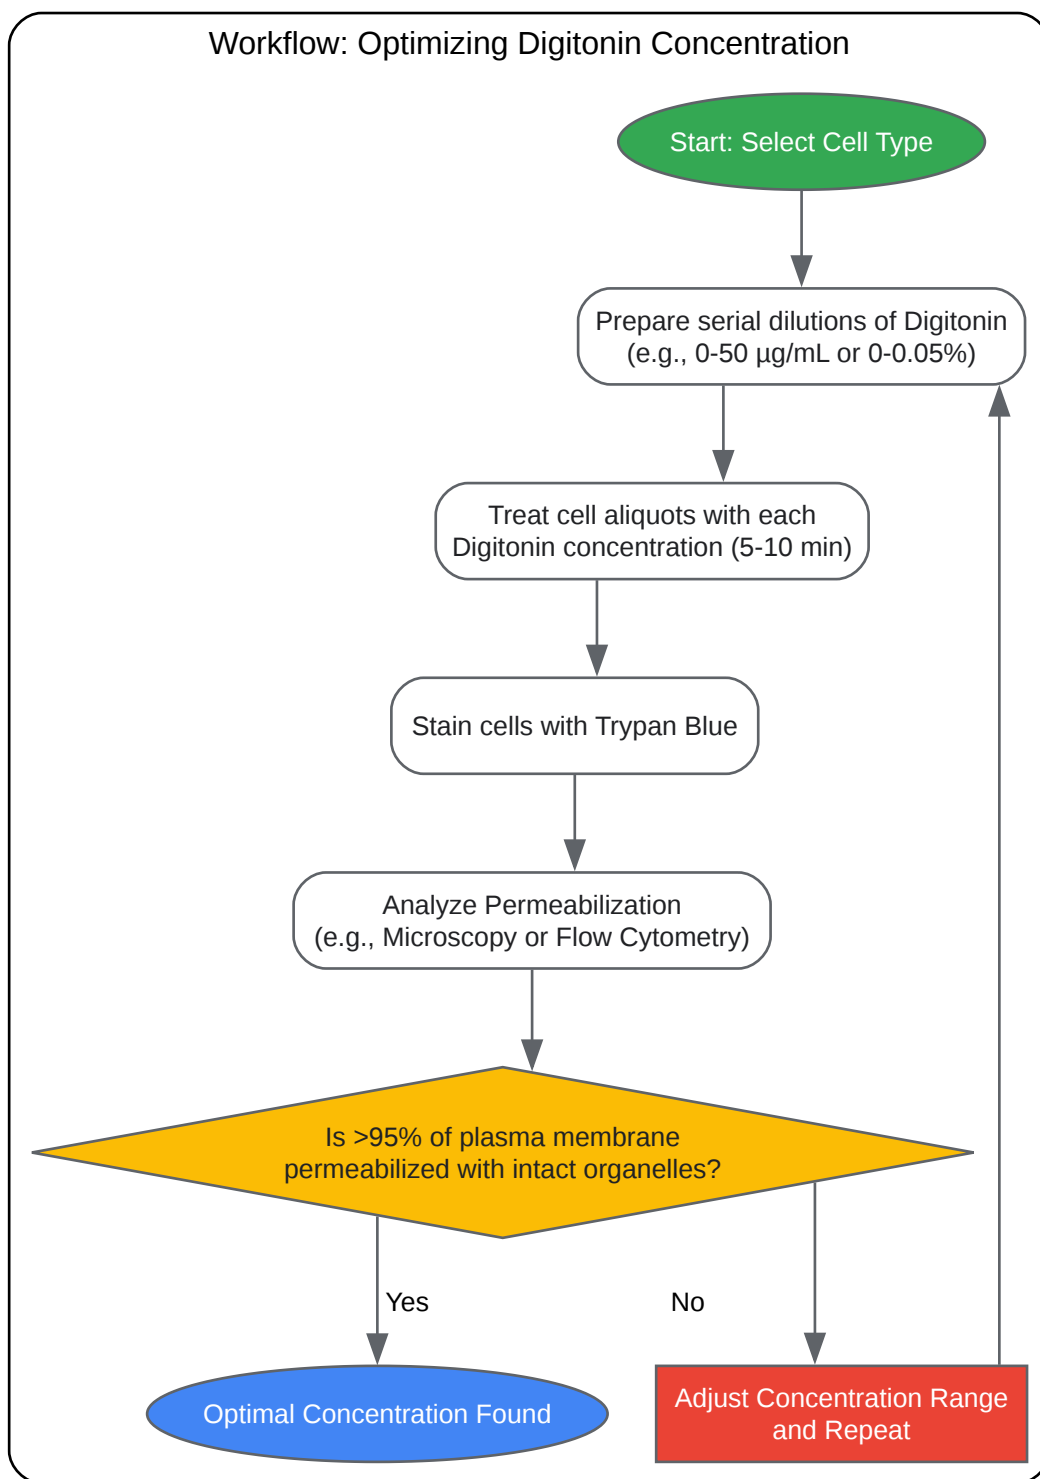 Workflow: Optimizing Digitonin Concentration
Start: Select Cell Type
Prepare serial dilutions of Digitonin
(e.g., 0-50 µg/mL or 0-0.05%)
Treat cell aliquots with each
Digitonin concentration (5-10 min)
Stain cells with Trypan Blue
Analyze Permeabilization
(e.g., Microscopy or Flow Cytometry)
Is >95% of plasma membrane
permeabilized with intact organelles?
Yes
No
Optimal Concentration Found
Adjust Concentration Range
and Repeat